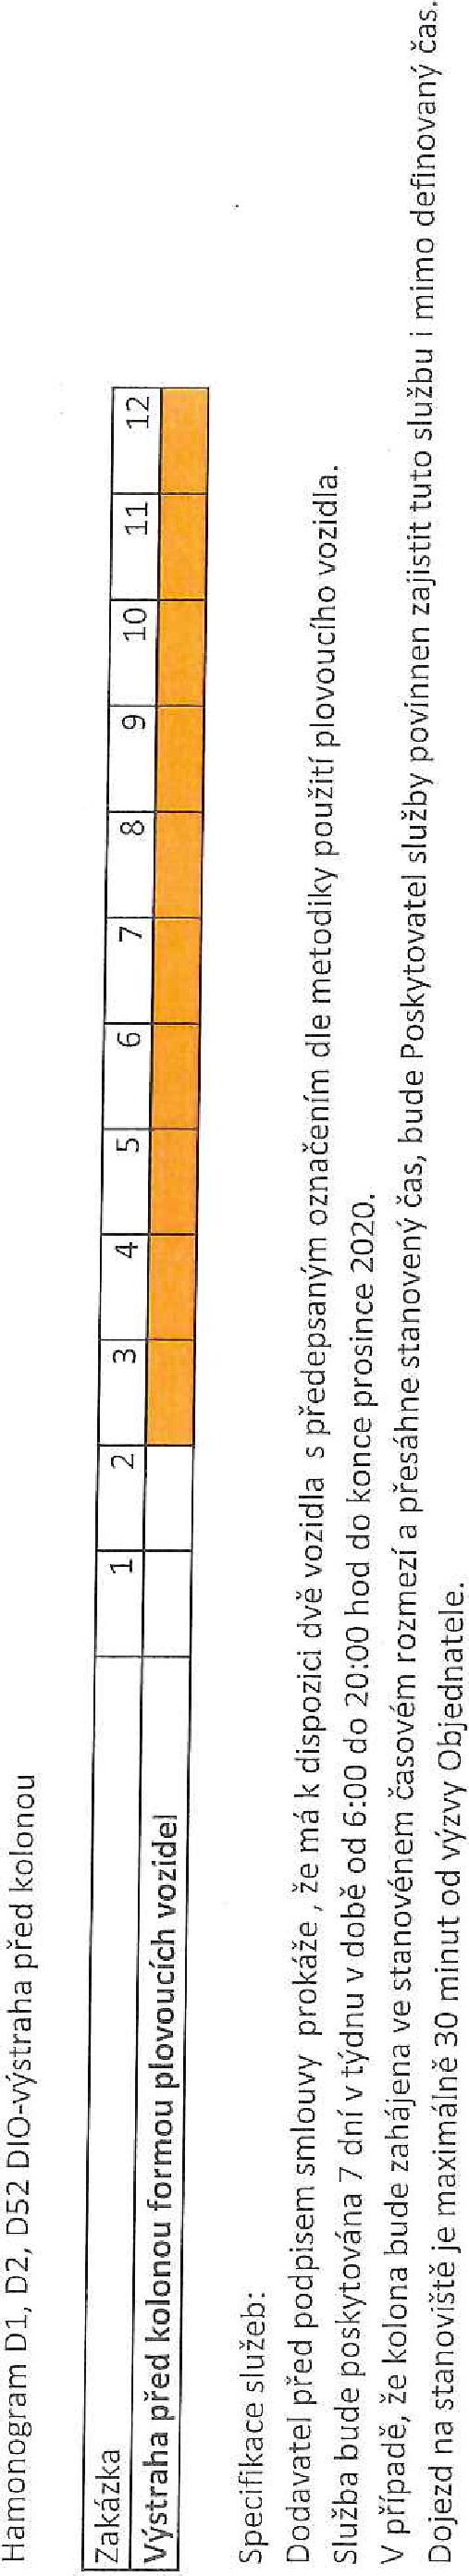 Hamonogram D1, D2, D52 DIO-výstraha před kolonou
Zakázka 1 2 3 4 5 6 7 8 9 10 11 12
Výstraha před kolonou formou plovoucích vozidel
Specifikace služeb:
Dodavatel před podpisem smlouvy prokáže , že má k dispozici dvě vozidla s předepsaným označením dle metodiky použití plovoucího vozidla.
Služba bude poskytována 7 dní v týdnu v době od 6:00 do 20:00 hod do konce prosince 2020.
V případě, že kolona bude zahájena ve stanovéném časovém rozmezí a přesáhne stanovený čas, bude Poskytovatel služby povinnen zajistit tuto službu i mimo definovaný čas.
Dojezd na stanoviště je maximálně 30 minut od výzvy Objednatele.